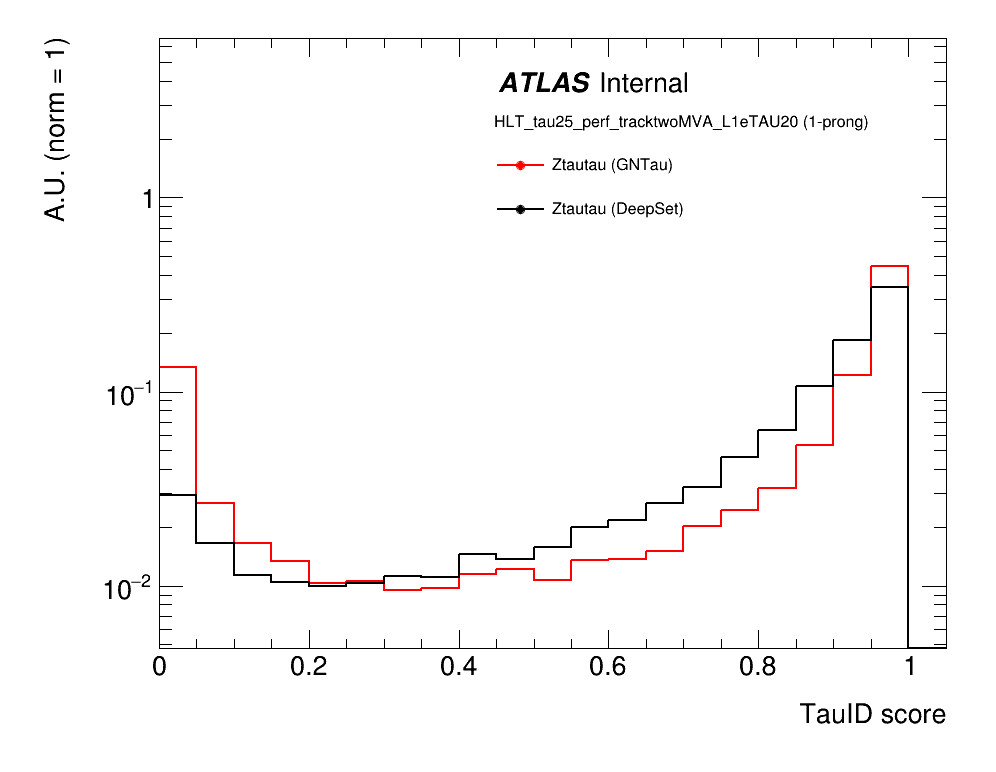 A.U. (norm = 1)
ATLAS Internal
HLT_tau25_perf_tracktwoMVA_L1eTAU20 (1-prong)
Ztautau (GNTau)
Ztautau (DeepSet)
1
10⁻¹
10⁻²
0 0.2 0.4 0.6 0.8 1
TauID score